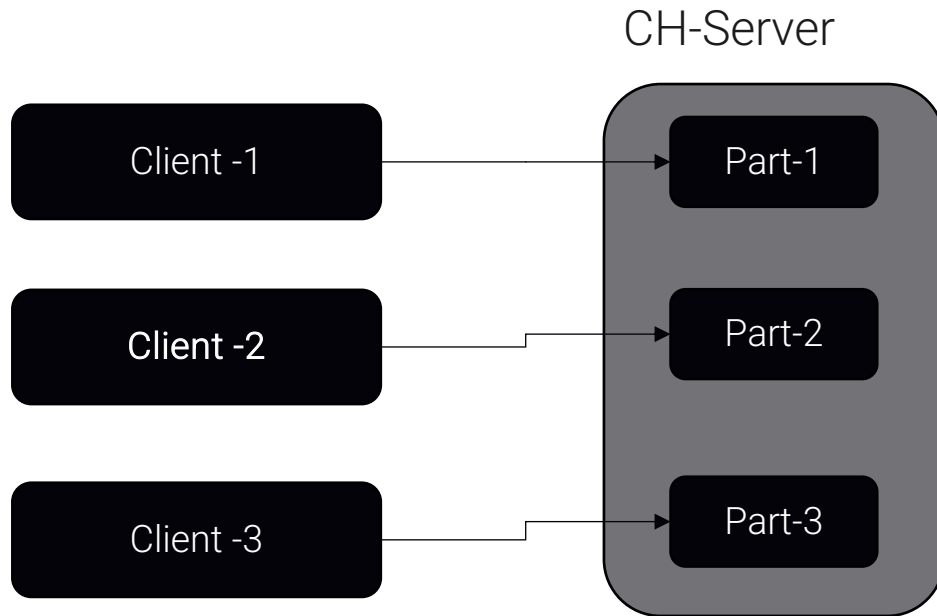 CH-Server
Client -1
Part-1
Client -2
Part-2
Client -3
Part-3